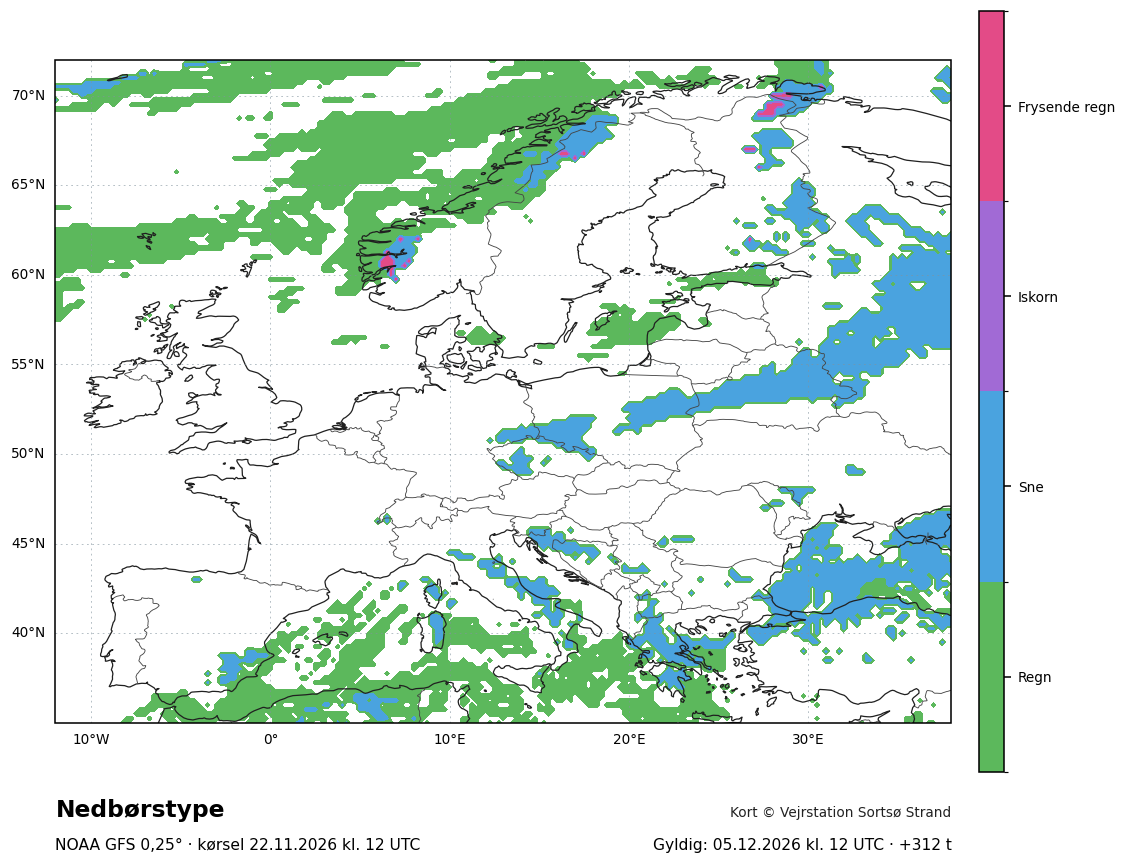 70°N
65°N
60°N
55°N
50°N
45°N
40°N
10°W
0°
10°E
20°E
30°E
Frysende regn
Iskorn
Sne
Regn
Nedbørstype
Kort © Vejrstation Sortsø Strand
NOAA GFS 0,25° · kørsel 22.11.2026 kl. 12 UTC
Gyldig: 05.12.2026 kl. 12 UTC · +312 t